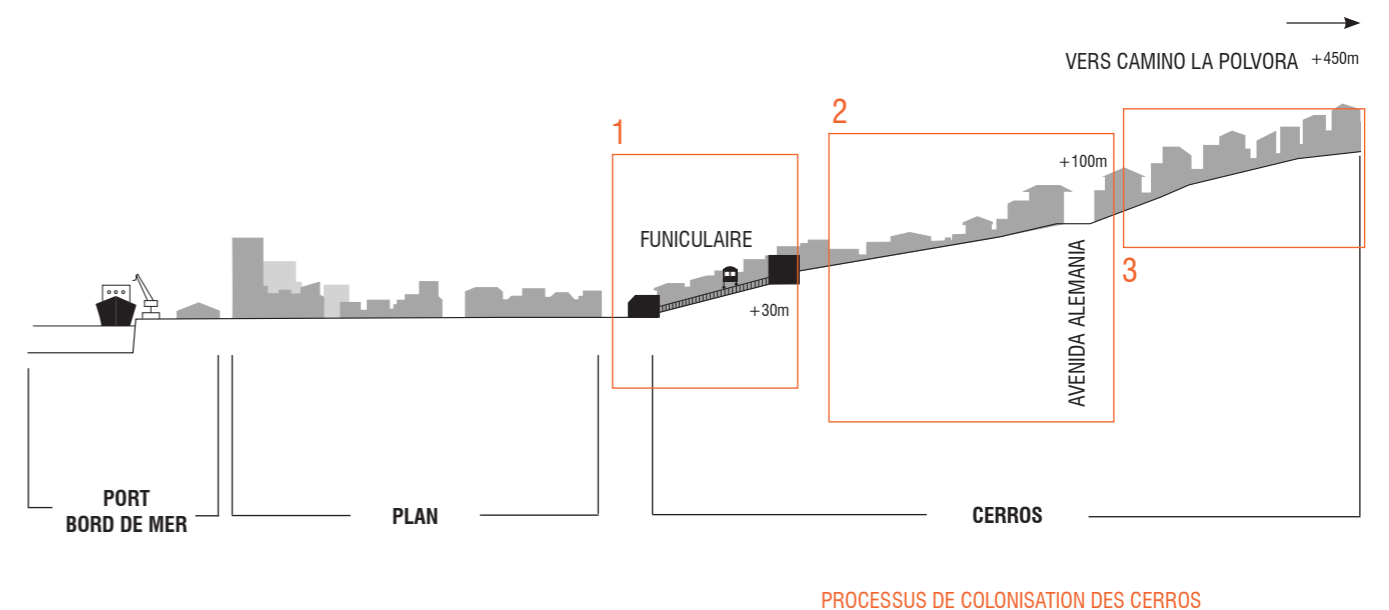 VERS CAMINO LA POLVORA +450m
1
2
+100m
FUNICULAIRE
+30m
AVENIDA ALEMANIA
3
PORT
BORD DE MER
PLAN
CERROS
PROCESSUS DE COLONISATION DES CERROS